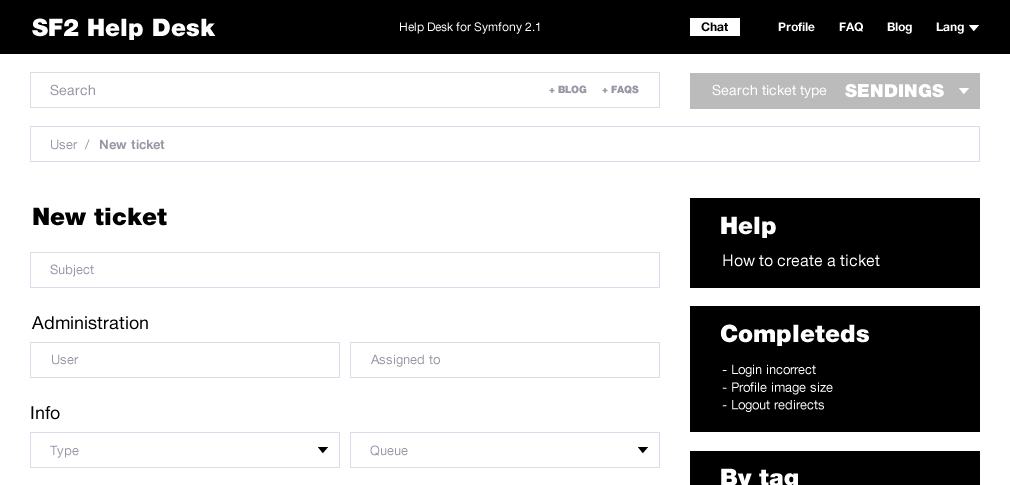 SF2 Help Desk
Help Desk for Symfony 2.1
Chat
Profile
FAQ
Blog
Lang
Search
+ BLOG
+ FAQS
Search ticket type SENDINGS
User / New ticket
New ticket
Subject
Administration
User
Assigned to
Info
Type
Queue
Help
How to create a ticket
Completeds
- Login incorrect
- Profile image size
- Logout redirects
By tag